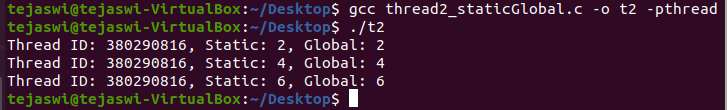 tejaswi@tejaswi-VirtualBox:~/Desktop$ gcc thread2_staticGlobal.c -o t2 -pthread
tejaswi@tejaswi-VirtualBox:~/Desktop$ ./t2
Thread ID: 380290816, Static: 2, Global: 2
Thread ID: 380290816, Static: 4, Global: 4
Thread ID: 380290816, Static: 6, Global: 6
tejaswi@tejaswi-VirtualBox:~/Desktop$